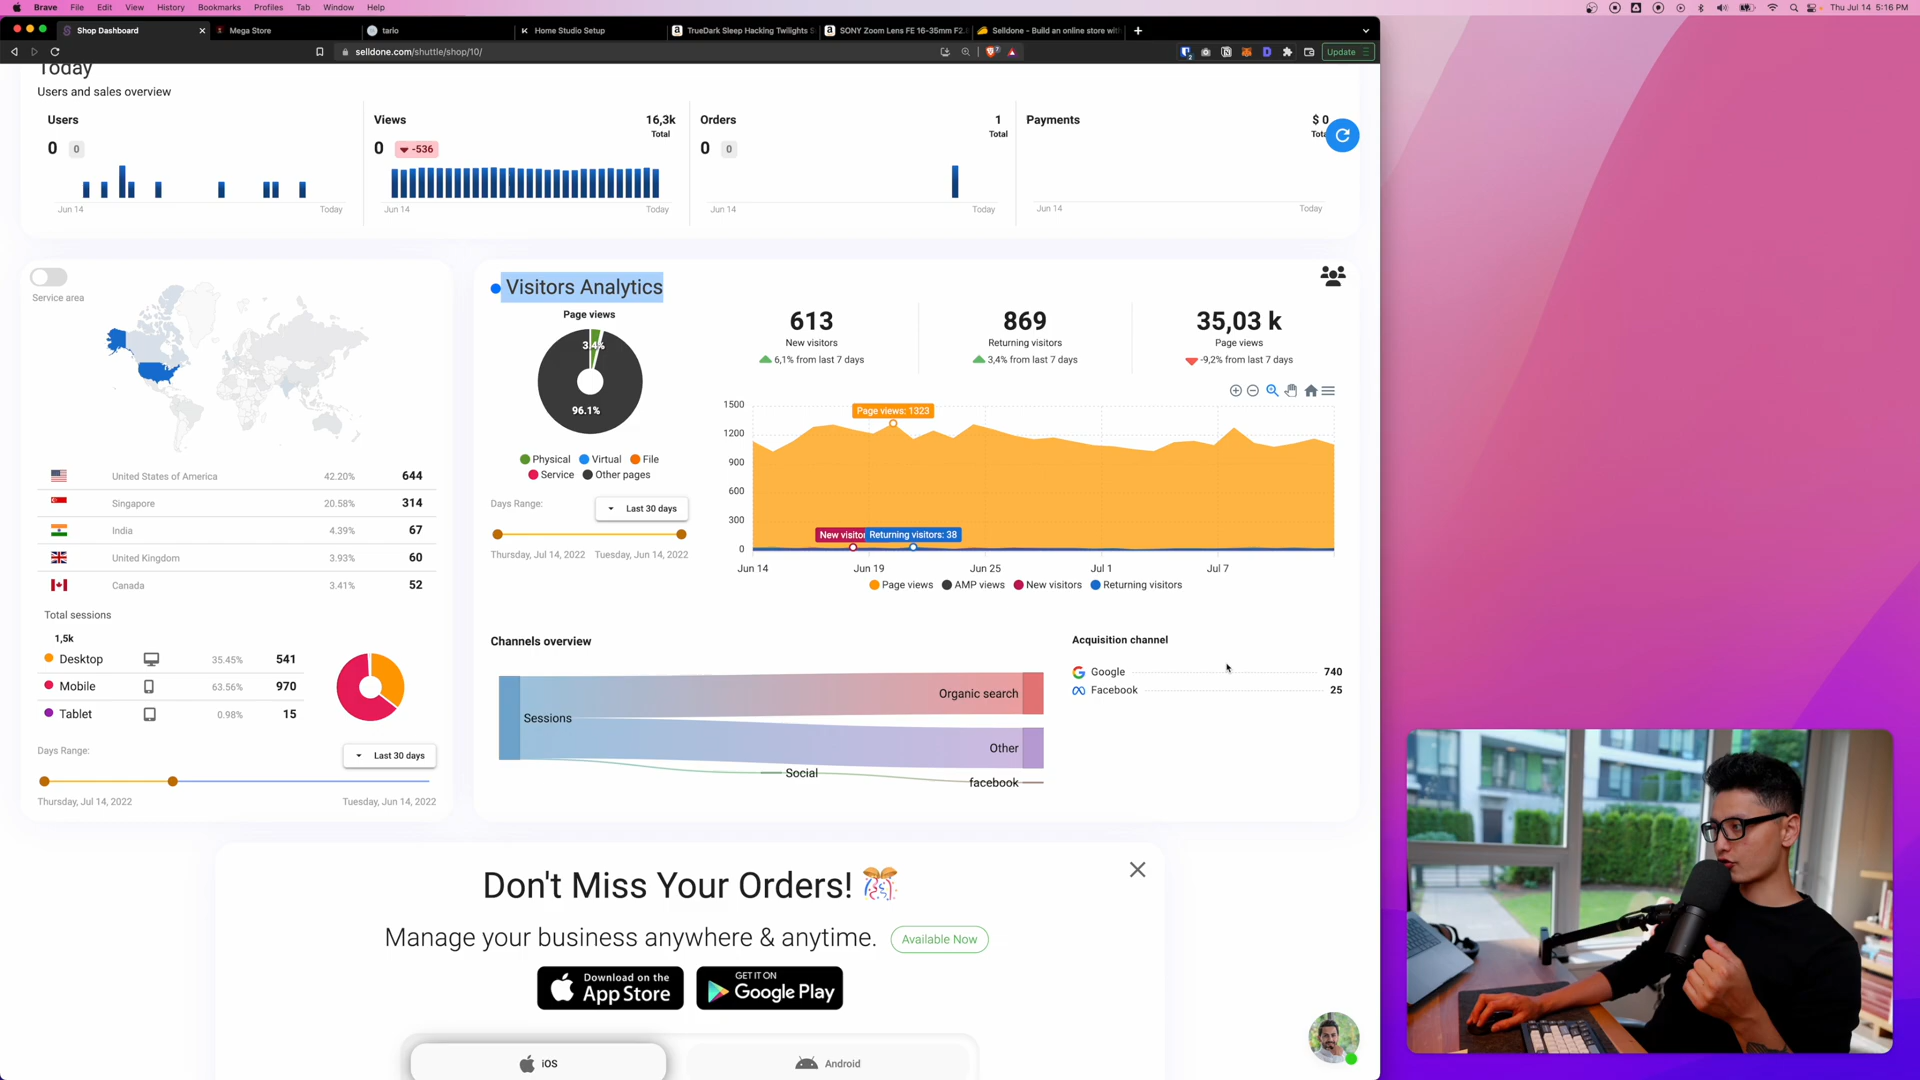 Brave File Edit View History Bookmarks Profiles Tab Window Help
Thu Jul 14 5:16 PM
Shop Dashboard
Mega Store
tario
Home Studio Setup
TrueDark Sleep Hacking Twilights
SONY Zoom Lens FE 16-35mm F2.
Selldone - Build an online store with
selldone.com/shuttle/shop/10/
Update
Today
Users and sales overview
Users
0 0
Jun 14 Today
Views 16,3k
Total
0 -536
Jun 14 Today
Orders 1
Total
0 0
Jun 14 Today
Payments $ 0
Jun 14 Today
Service area
United States of America 42.20% 644
Singapore 20.58% 314
India 4.39% 67
United Kingdom 3.93% 60
Canada 3.41% 52
Total sessions
1,5k
Desktop 35.45% 541
Mobile 63.56% 970
Tablet 0.98% 15
Days Range:
Last 30 days
Thursday, Jul 14, 2022 Tuesday, Jun 14, 2022
Visitors Analytics
Page views
3.4%
96.1%
Physical Virtual File
Service Other pages
Days Range:
Last 30 days
Thursday, Jul 14, 2022 Tuesday, Jun 14, 2022
613
New visitors
6,1% from last 7 days
869
Returning visitors
3,4% from last 7 days
35,03 k
Page views
-9,2% from last 7 days
1500
1200
900
600
300
0
Page views: 1323
New visitor
Returning visitors: 38
Jun 14 Jun 19 Jun 25 Jul 1 Jul 7
Page views AMP views New visitors Returning visitors
Channels overview
Sessions
Organic search
Other
Social
facebook
Acquisition channel
Google 740
Facebook 25
Don't Miss Your Orders!
Manage your business anywhere & anytime.
Available Now
Download on the
App Store
GET IT ON
Google Play
iOS
Android